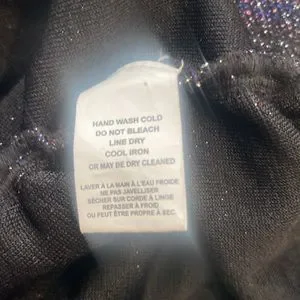 HAND WASH COLD
DO NOT BLEACH
LINE DRY
COOL IRON
OR MAY BE DRY CLEANED
LAVER À LA MAIN À L'EAU FROIDE
NE PAS JAVELLISER
SÉCHER SUR CORDE À LINGE
REPASSER À FROID
OU PEUT ÊTRE PROPRE À SEC